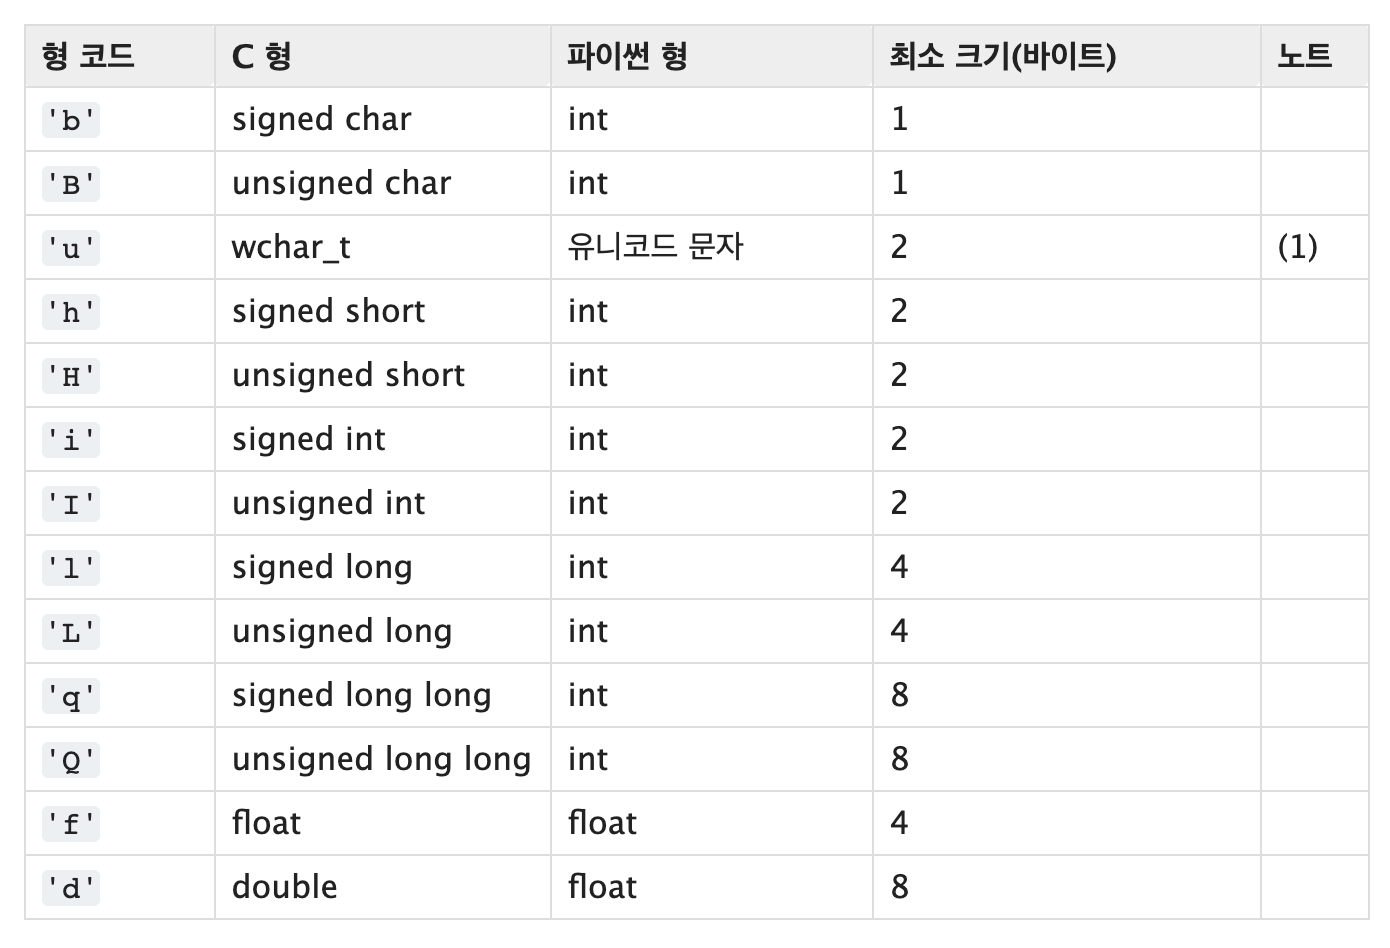 형 코드 C 형 파이썬 형 최소 크기(바이트) 노트
'b' signed char int 1
'B' unsigned char int 1
'u' wchar_t 유니코드 문자 2 (1)
'h' signed short int 2
'H' unsigned short int 2
'i' signed int int 2
'I' unsigned int int 2
'l' signed long int 4
'L' unsigned long int 4
'q' signed long long int 8
'Q' unsigned long long int 8
'f' float float 4
'd' double float 8